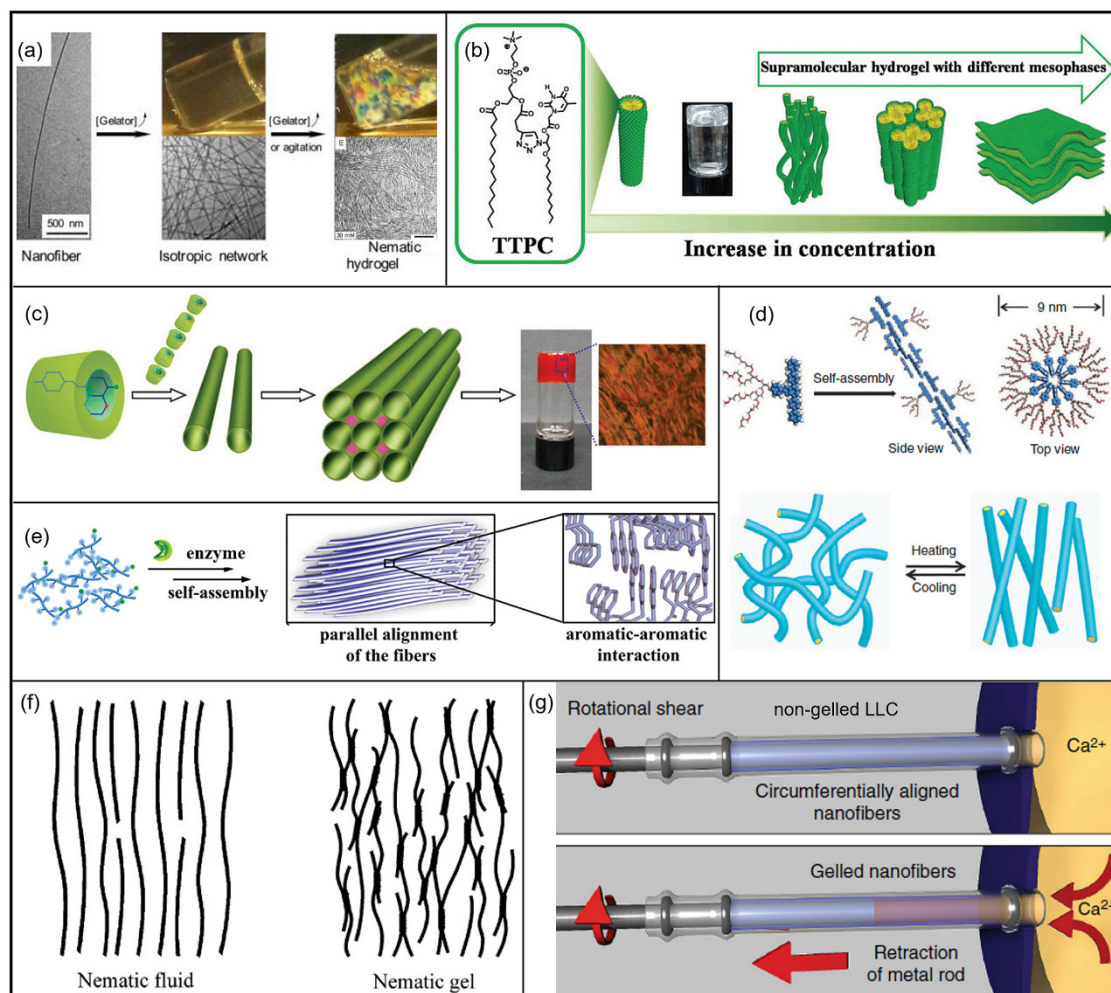 (a)
[Gelator]
[Gelator]
or agitation
E
500 nm
30 mM
Nanofiber
Isotropic network
Nematic
hydrogel
(b)
Supramolecular hydrogel with different mesophases
TTPC
Increase in concentration
(c)
(d)
9 nm
Self-assembly
Side view
Top view
Heating
Cooling
(e)
enzyme
self-assembly
parallel alignment
of the fibers
aromatic-aromatic
interaction
(f)
Nematic fluid
Nematic gel
(g)
Rotational shear
non-gelled LLC
Ca²⁺
Circumferentially aligned
nanofibers
Gelled nanofibers
Ca²⁺
Retraction
of metal rod